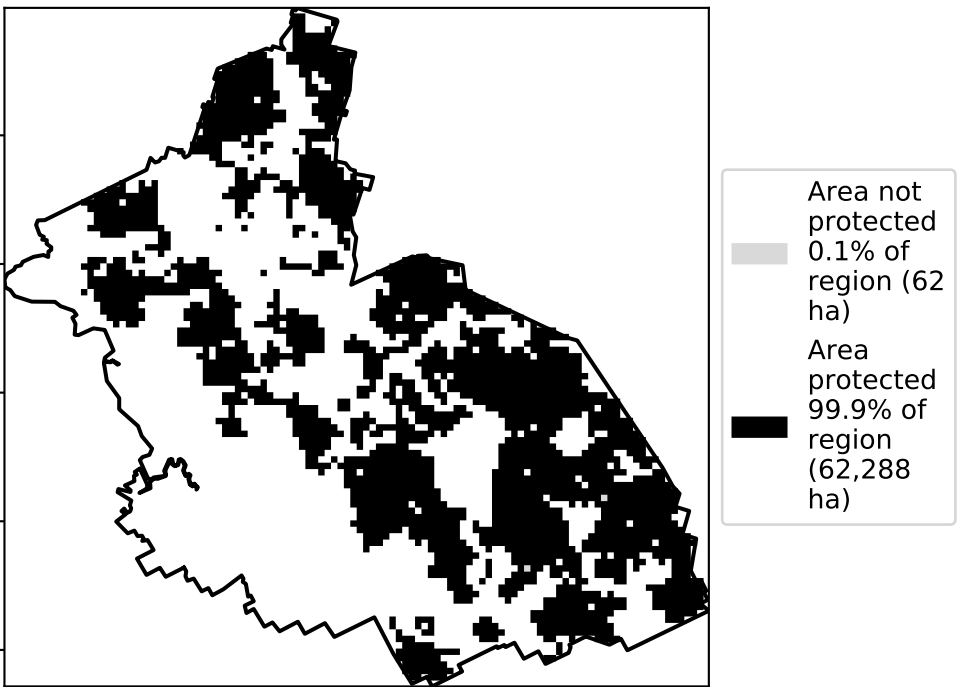 Area not
protected
0.1% of
region (62
ha)
Area
protected
99.9% of
region
(62,288
ha)